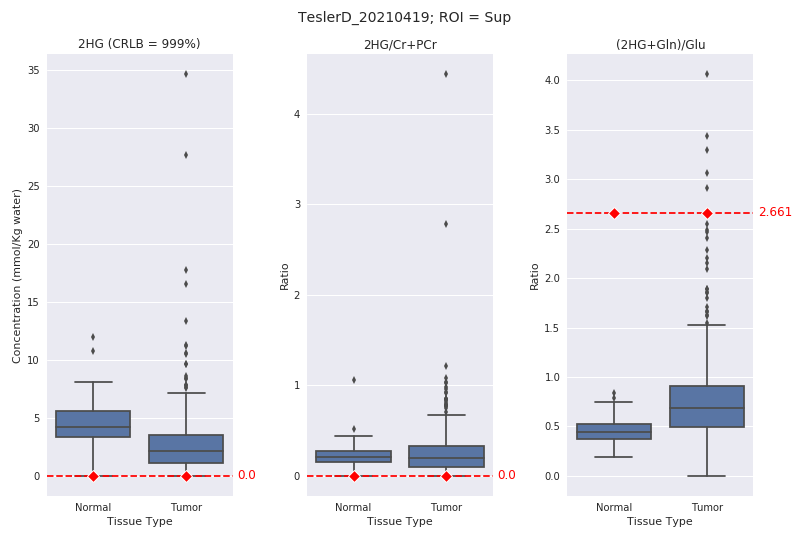 TeslerD_20210419; ROI = Sup
2HG (CRLB = 999%)
2HG/Cr+PCr
(2HG+Gln)/Glu
Concentration (mmol/Kg water)
35
30
25
20
15
10
5
0
0.0
Normal
Tumor
Tissue Type
Ratio
4
3
2
1
0
0.0
Normal
Tumor
Tissue Type
Ratio
4.0
3.5
3.0
2.5
2.0
1.5
1.0
0.5
0.0
2.661
Normal
Tumor
Tissue Type